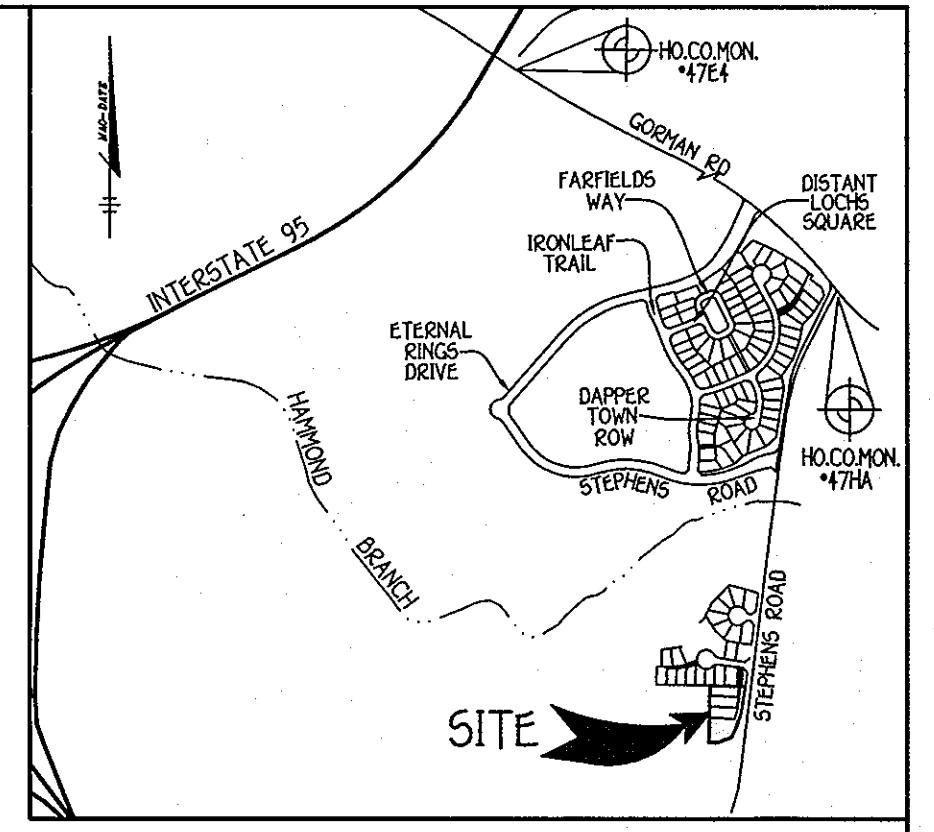 HO.CO.MON.
•47E4
GORMAN RD
FARFIELDS
WAY
DISTANT
LOCHS
SQUARE
IRONLEAF
TRAIL
INTERSTATE 95
ETERNAL
RINGS
DRIVE
DAPPER
TOWN
ROW
HO.CO.MON.
•47HA
HAMMOND
BRANCH
STEPHENS ROAD
STEPHENS ROAD
SITE